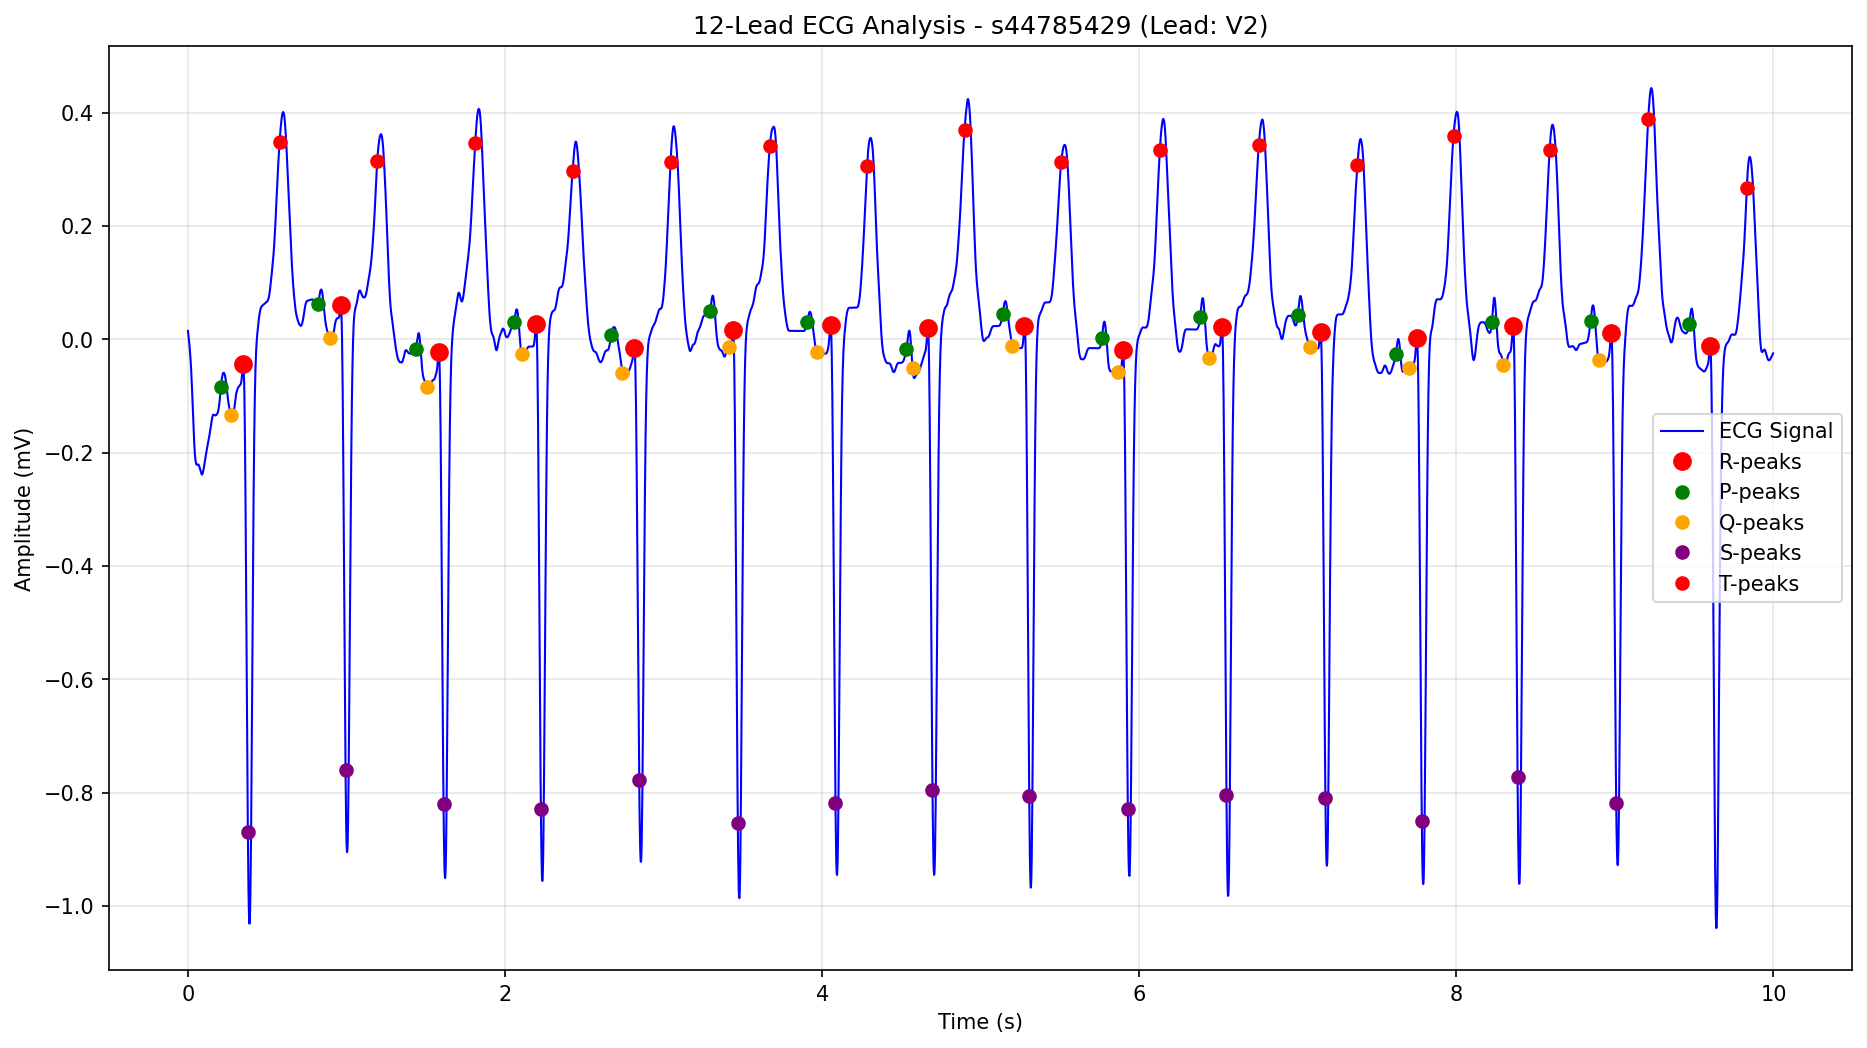 12-Lead ECG Analysis - s44785429 (Lead: V2)
Amplitude (mV)
0.4
0.2
0.0
−0.2
−0.4
−0.6
−0.8
−1.0
ECG Signal
R-peaks
P-peaks
Q-peaks
S-peaks
T-peaks
0 2 4 6 8 10
Time (s)